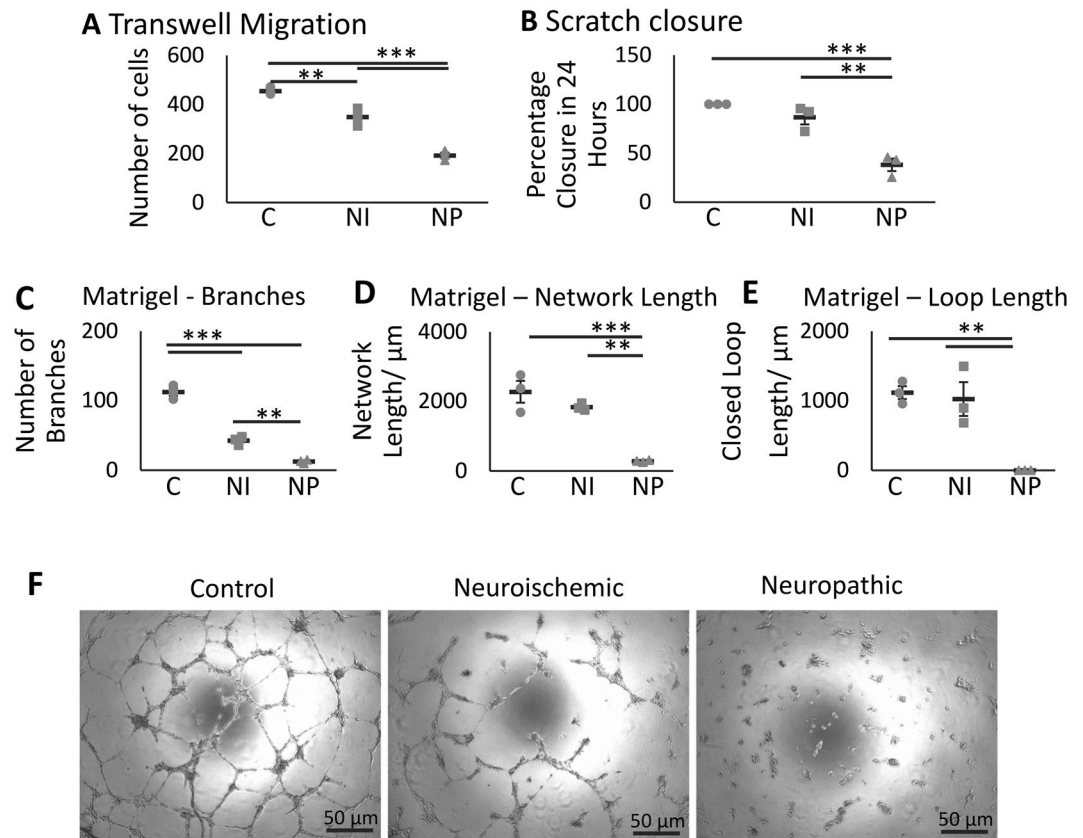 A Transwell Migration
Number of cells
600
400
200
0
***
**
C NI NP
B Scratch closure
Percentage
Closure in 24
Hours
150
100
50
0
***
**
C NI NP
C Matrigel - Branches
Number of
Branches
200
100
0
***
**
C NI NP
D Matrigel – Network Length
Network
Length/ µm
4000
2000
0
***
**
C NI NP
E Matrigel – Loop Length
Closed Loop
Length/ µm
2000
1000
0
**
C NI NP
F
Control
Neuroischemic
Neuropathic
50 µm
50 µm
50 µm